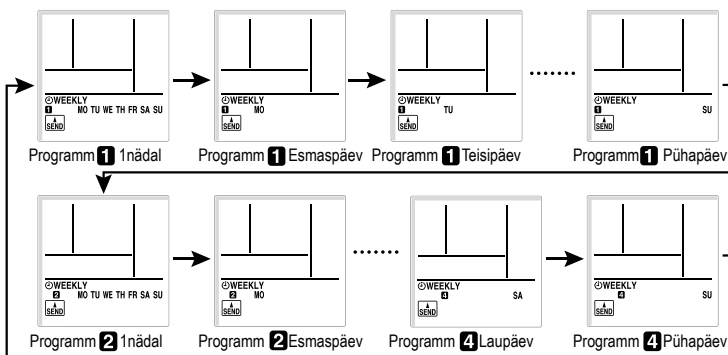 WEEKLY
1 MO TU WE TH FR SA SU
SEND
Programm 1 1nädal
WEEKLY
1 MO
SEND
Programm 1 Esmaspäev
WEEKLY
1 TU
SEND
Programm 1 Teisipäev
........
WEEKLY
1 SU
SEND
Programm 1 Pühapäev
WEEKLY
2 MO TU WE TH FR SA SU
SEND
Programm 2 1nädal
WEEKLY
2 MO
SEND
Programm 2 Esmaspäev
.......
WEEKLY
4 SA
SEND
Programm 4 Laupäev
WEEKLY
4 SU
SEND
Programm 4 Pühapäev